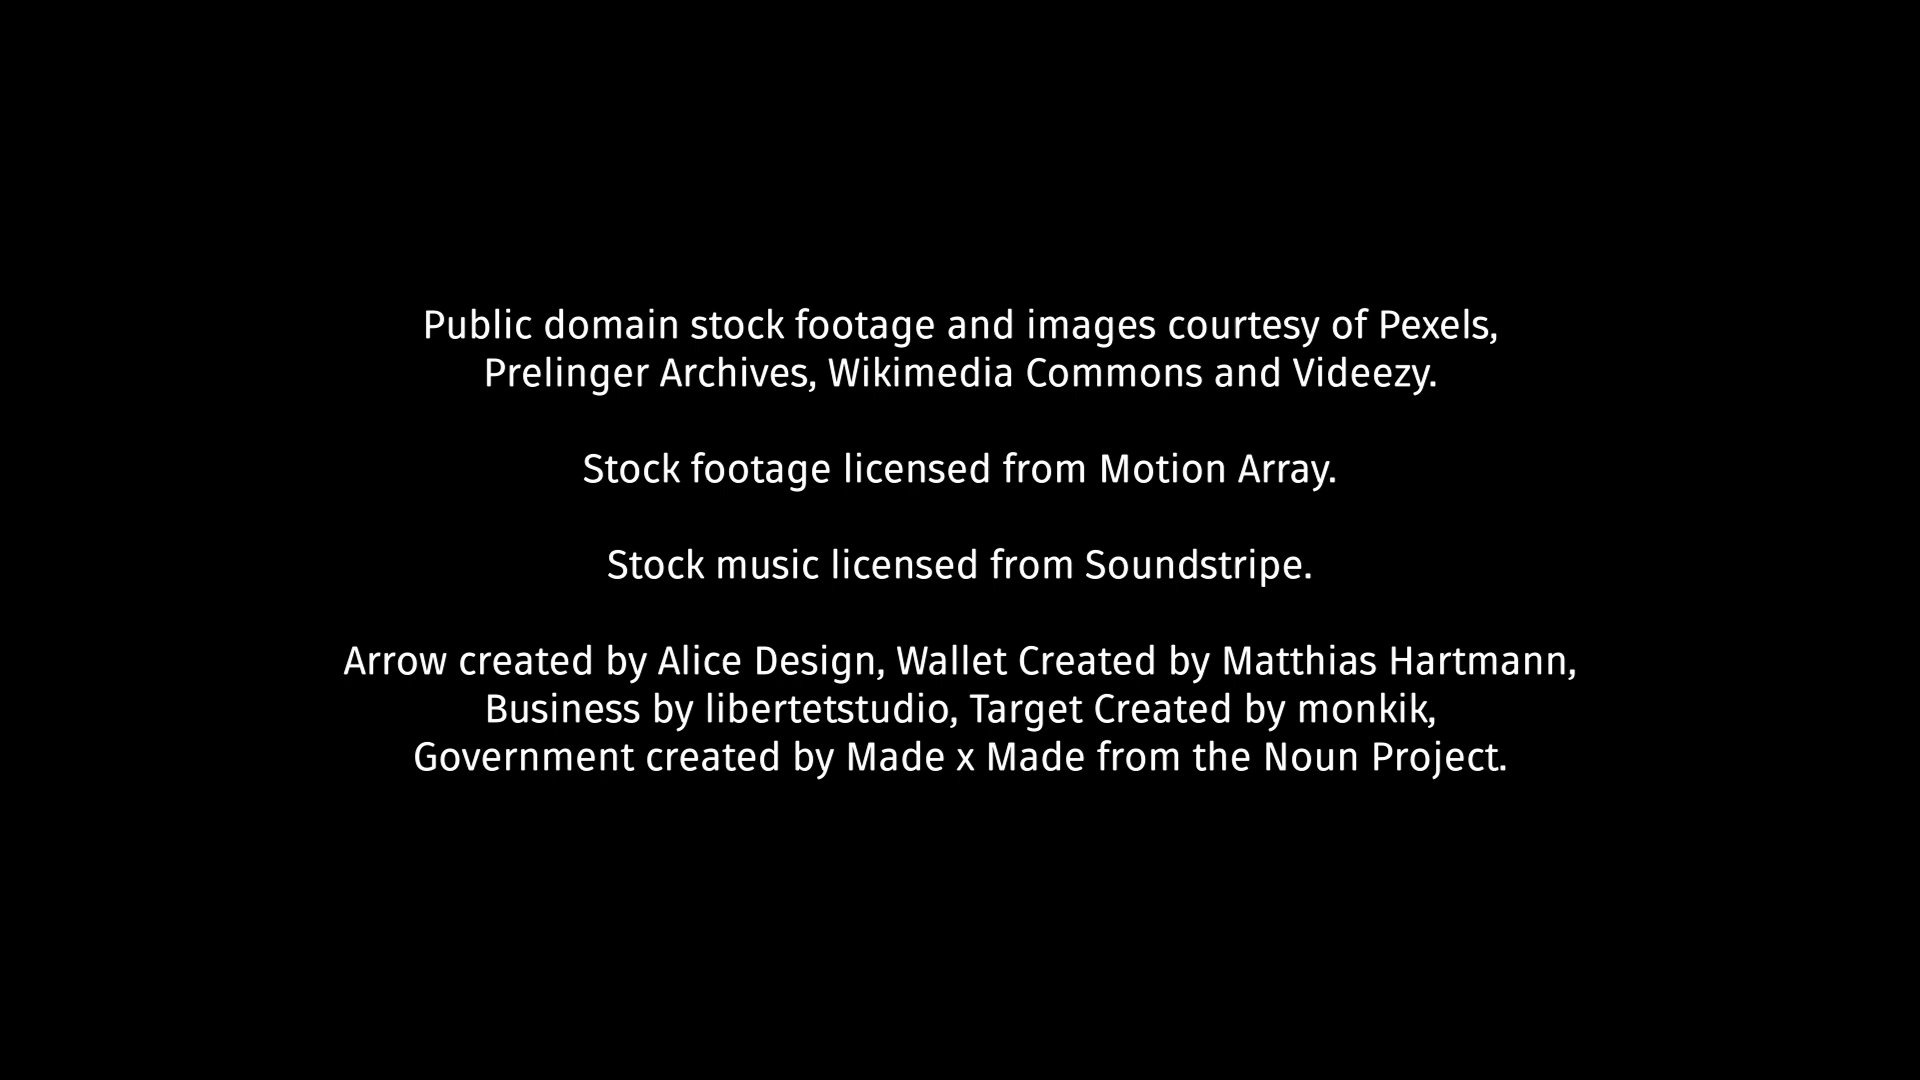 Public domain stock footage and images courtesy of Pexels,
Prelinger Archives, Wikimedia Commons and Videezy.
Stock footage licensed from Motion Array.
Stock music licensed from Soundstripe.
Arrow created by Alice Design, Wallet Created by Matthias Hartmann,
Business by libertetstudio, Target Created by monkik,
Government created by Made x Made from the Noun Project.